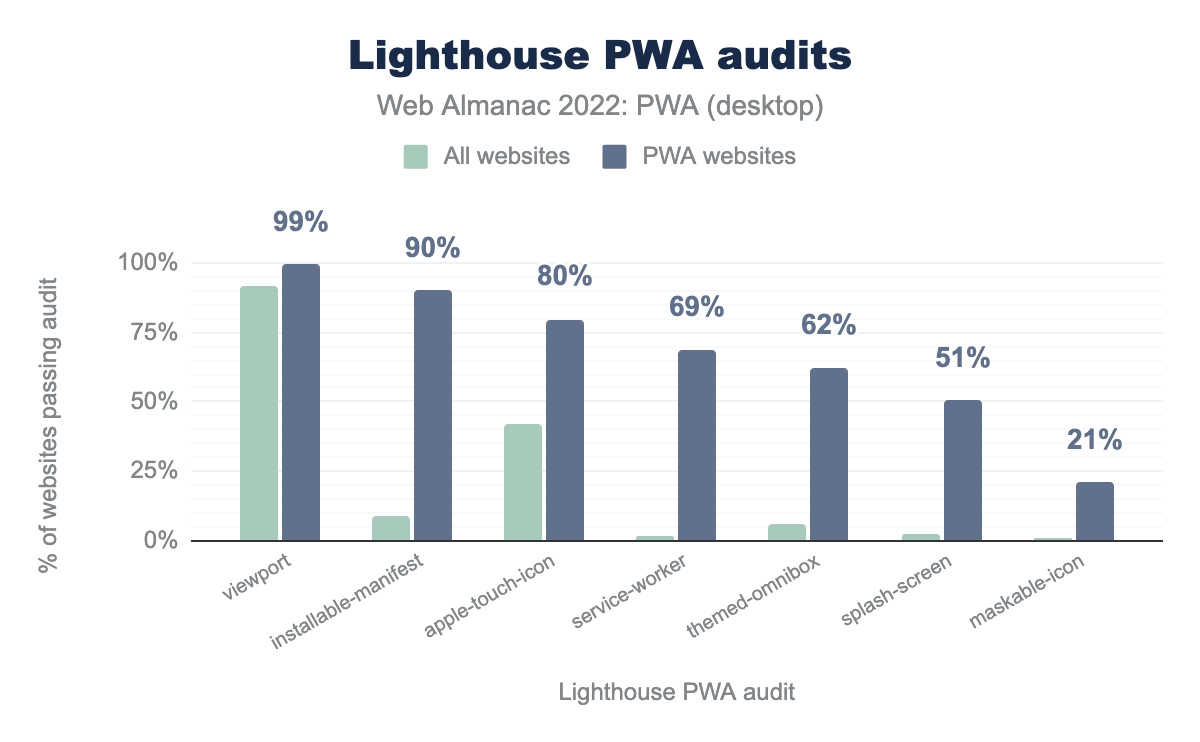 Lighthouse PWA audits
Web Almanac 2022: PWA (desktop)
All websites
PWA websites
99%
90%
80%
69%
62%
51%
21%
% of websites passing audit
100%
75%
50%
25%
0%
viewport
installable-manifest
apple-touch-icon
service-worker
themed-omnibox
splash-screen
maskable-icon
Lighthouse PWA audit